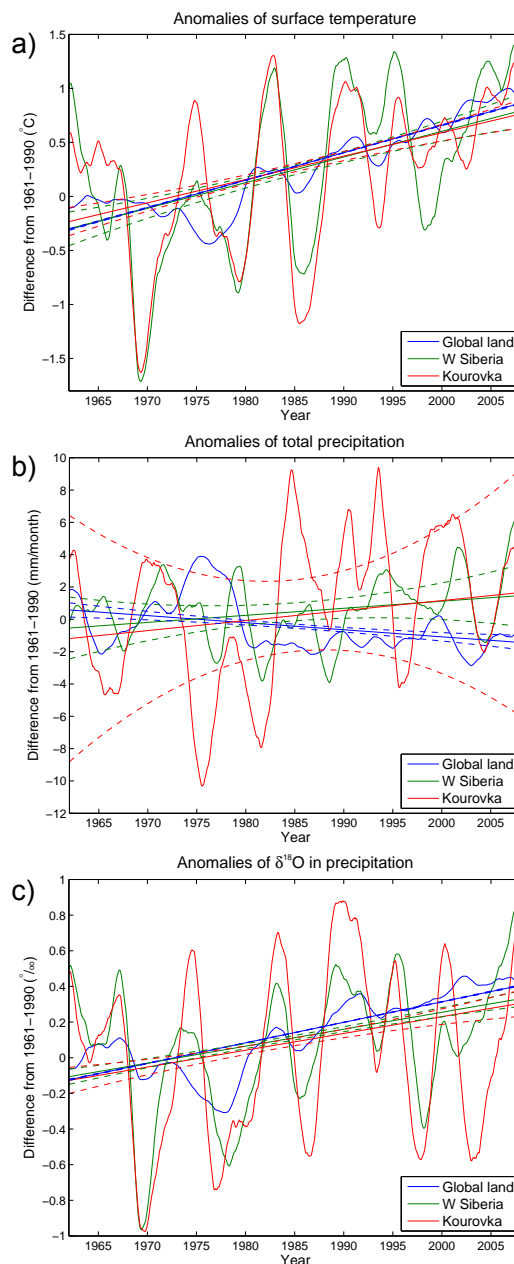 Anomalies of surface temperature
a)
Difference from 1961−1990 (°C)
1.5
1
0.5
0
−0.5
−1
−1.5
1965 1970 1975 1980 1985 1990 1995 2000 2005
Year
Global land
W Siberia
Kourovka
Anomalies of total precipitation
b)
Difference from 1961−1990 (mm/month)
10
8
6
4
2
0
−2
−4
−6
−8
−10
−12
1965 1970 1975 1980 1985 1990 1995 2000 2005
Year
Global land
W Siberia
Kourovka
Anomalies of δ¹⁸O in precipitation
c)
Difference from 1961−1990 (°/∞)
1
0.8
0.6
0.4
0.2
0
−0.2
−0.4
−0.6
−0.8
−1
1965 1970 1975 1980 1985 1990 1995 2000 2005
Year
Global land
W Siberia
Kourovka